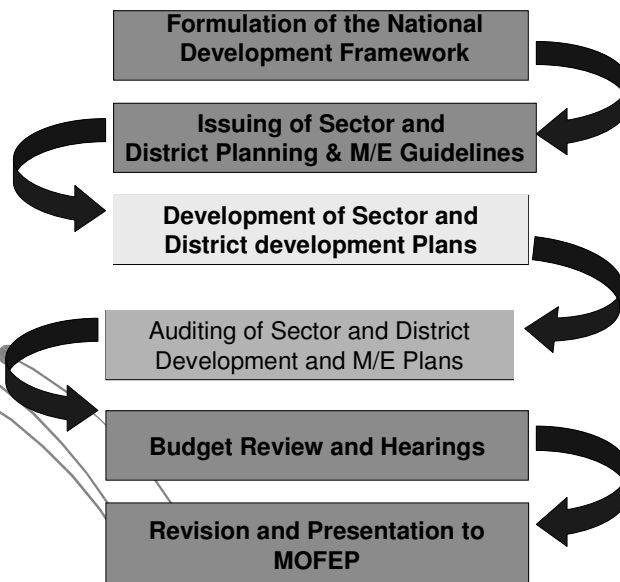 Formulation of the National
Development Framework
Issuing of Sector and
District Planning & M/E Guidelines
Development of Sector and
District development Plans
Auditing of Sector and District
Development and M/E Plans
Budget Review and Hearings
Revision and Presentation to
MOFEP